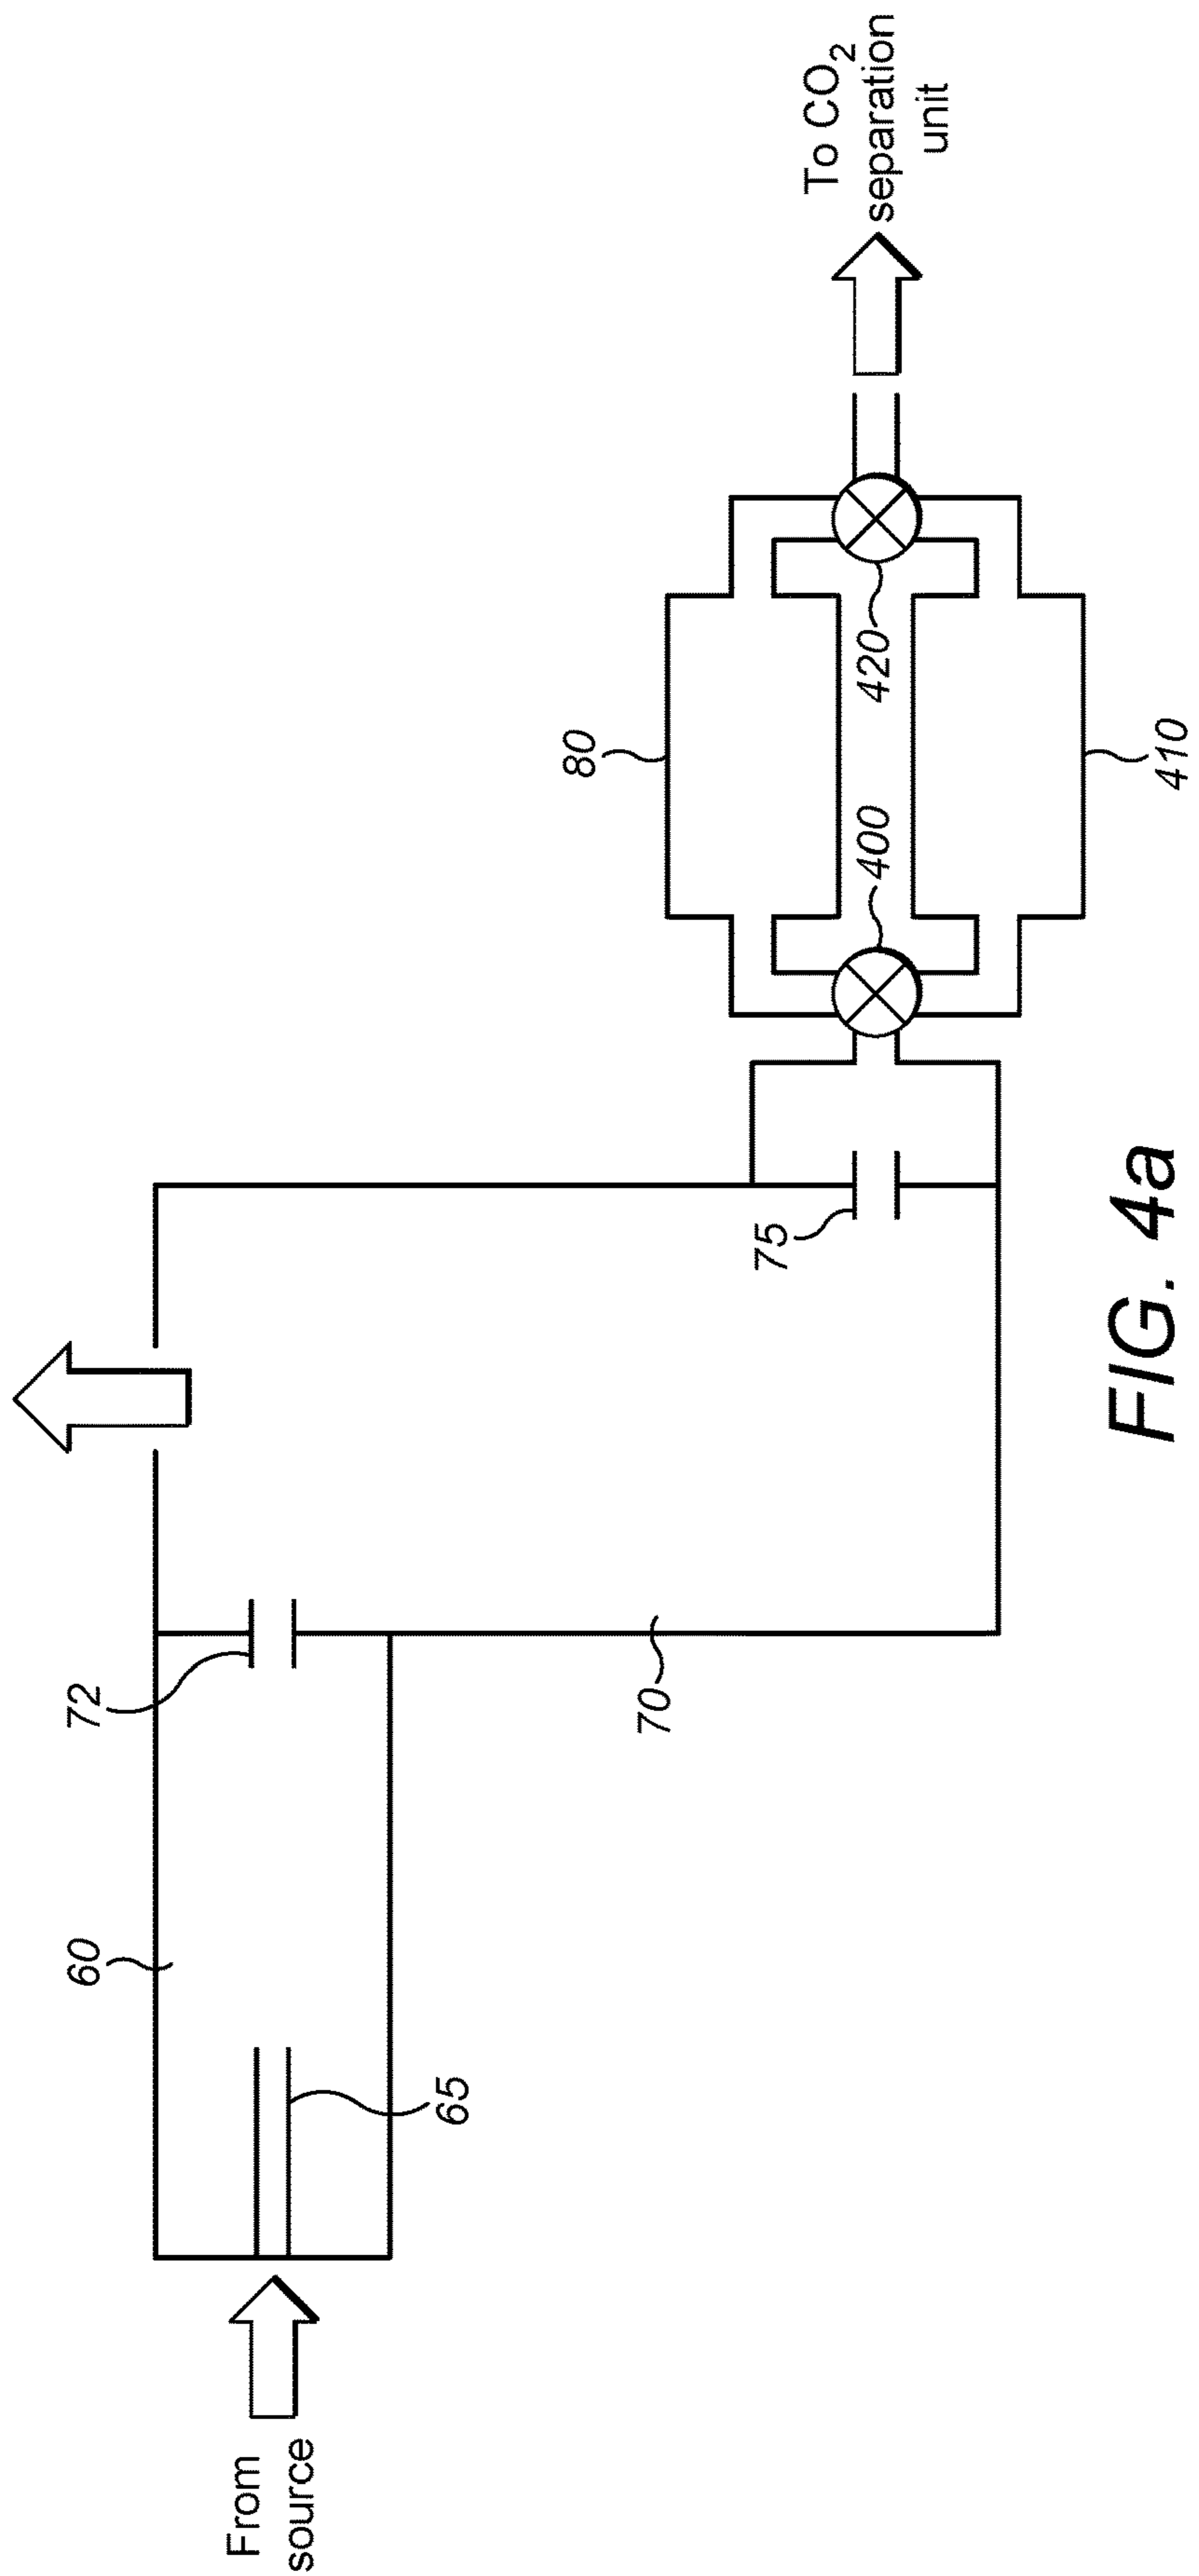 From
source
60
65
72
70
75
80
400
420
410
To CO₂
separation
unit
FIG. 4a